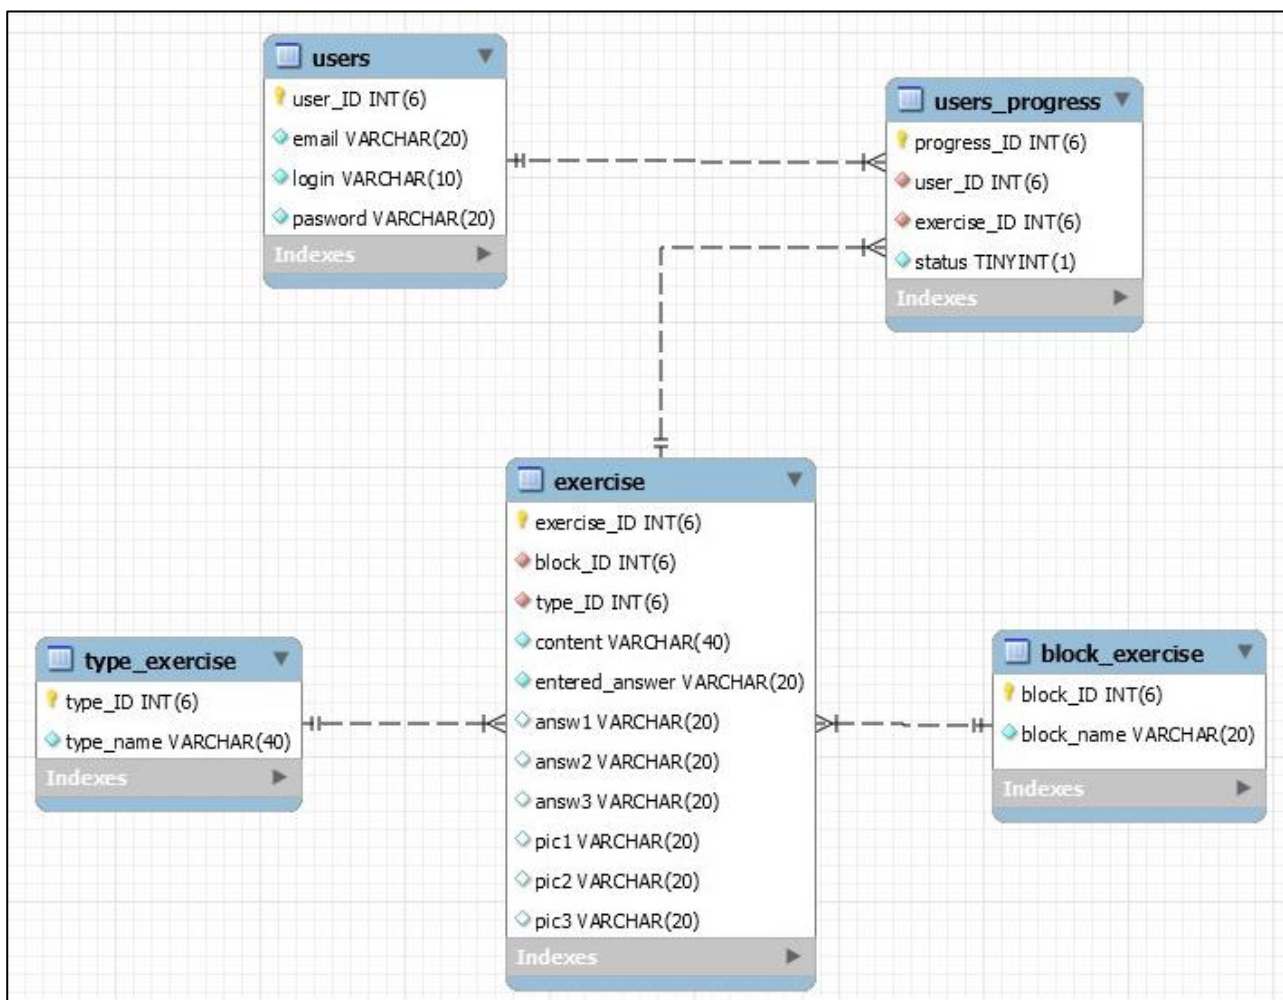 users
user_ID INT(6)
email VARCHAR(20)
login VARCHAR(10)
pasword VARCHAR(20)
Indexes
users_progress
progress_ID INT(6)
user_ID INT(6)
exercise_ID INT(6)
status TINYINT(1)
Indexes
exercise
exercise_ID INT(6)
block_ID INT(6)
type_ID INT(6)
content VARCHAR(40)
entered_answer VARCHAR(20)
answ1 VARCHAR(20)
answ2 VARCHAR(20)
answ3 VARCHAR(20)
pic1 VARCHAR(20)
pic2 VARCHAR(20)
pic3 VARCHAR(20)
Indexes
type_exercise
type_ID INT(6)
type_name VARCHAR(40)
Indexes
block_exercise
block_ID INT(6)
block_name VARCHAR(20)
Indexes